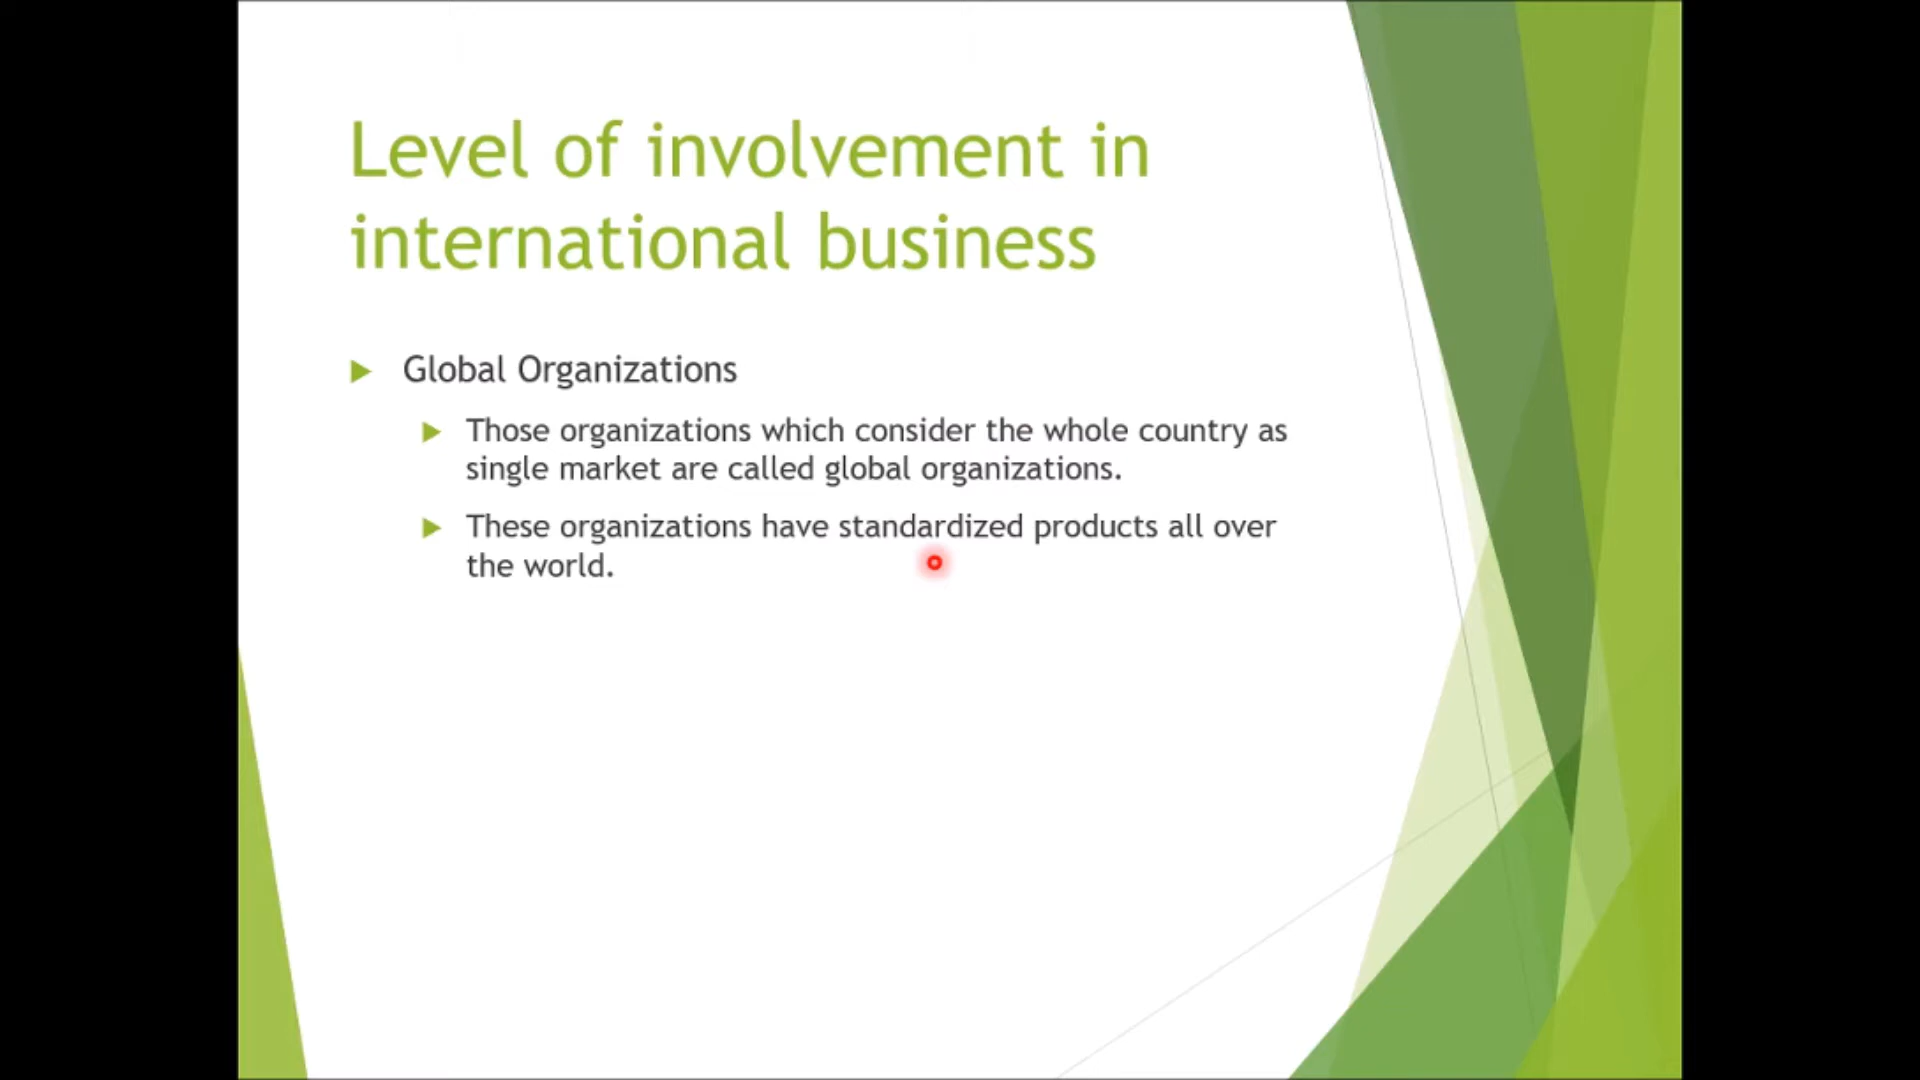 Level of involvement in
international business
Global Organizations
Those organizations which consider the whole country as
single market are called global organizations.
These organizations have standardized products all over
the world.